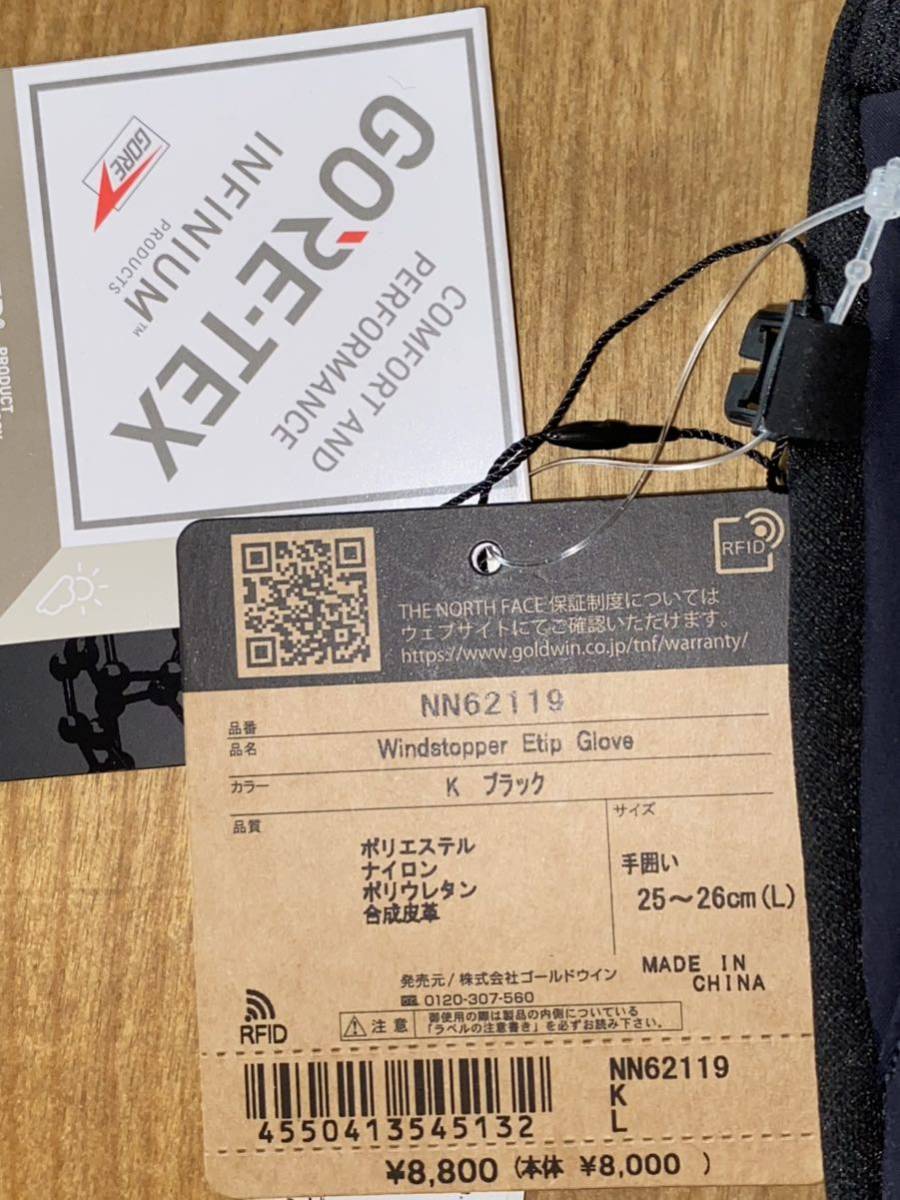 GORE
GORE-TEX
INFINIUM™
PRODUCTS
COMFORT AND
PERFORMANCE
PRODUCT
RFID
THE NORTH FACE 保証制度については
ウェブサイトにてご確認いただけます。
https://www.goldwin.co.jp/tnf/warranty/
品番 NN62119
品名 Windstopper Etip Glove
カラー K ブラック
品質
ポリエステル
ナイロン
ポリウレタン
合成皮革
サイズ
手囲い
25～26cm(L)
MADE IN
CHINA
発売元/株式会社ゴールドウイン
0120-307-560
RFID
注意 御使用の際は製品の内側についている
「ラベルの注意書き」を必ずお読み下さい。
4550413545132
NN62119
K
L
¥8,800 (本体 ¥8,000 )